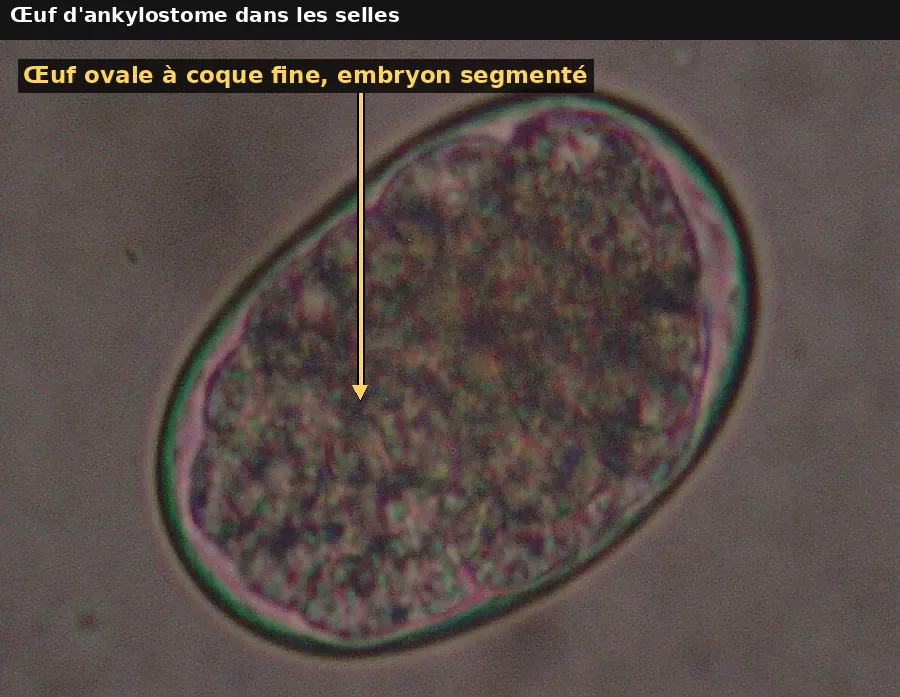 Œuf d'ankylostome dans les selles
Œuf ovale à coque fine, embryon segmenté